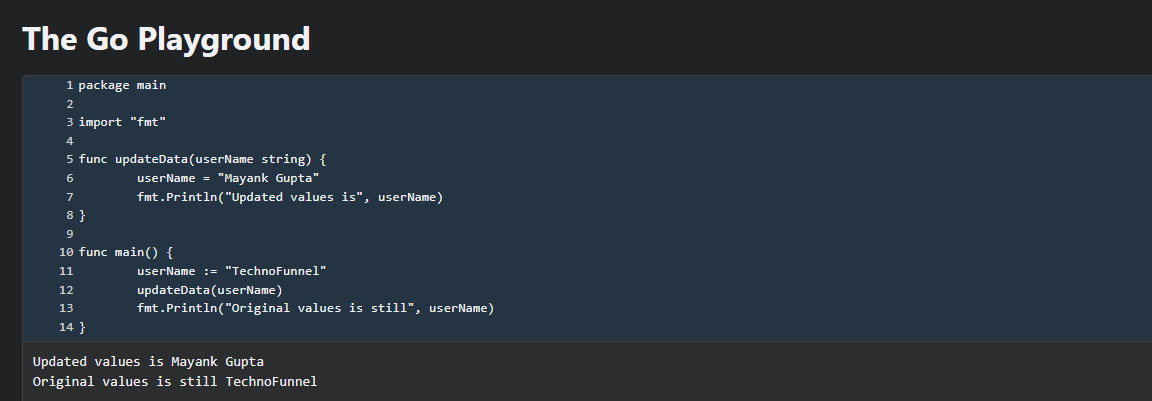 The Go Playground
1 package main
2
3 import "fmt"
4
5 func updateData(userName string) {
6 userName = "Mayank Gupta"
7 fmt.Println("Updated values is", userName)
8 }
9
10 func main() {
11 userName := "TechnoFunnel"
12 updateData(userName)
13 fmt.Println("Original values is still", userName)
14 }
Updated values is Mayank Gupta
Original values is still TechnoFunnel